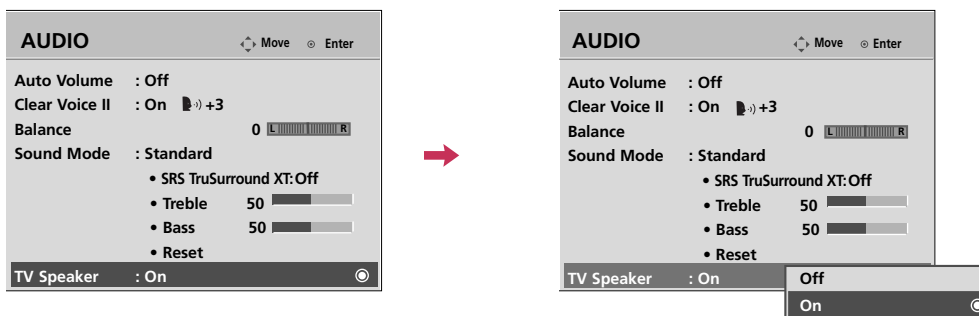 AUDIO Move Enter
Auto Volume : Off
Clear Voice II : On +3
Balance 0 L R
Sound Mode : Standard
• SRS TruSurround XT: Off
• Treble 50
• Bass 50
• Reset
TV Speaker : On
AUDIO Move Enter
Auto Volume : Off
Clear Voice II : On +3
Balance 0 L R
Sound Mode : Standard
• SRS TruSurround XT: Off
• Treble 50
• Bass 50
• Reset
TV Speaker : On
Off
On